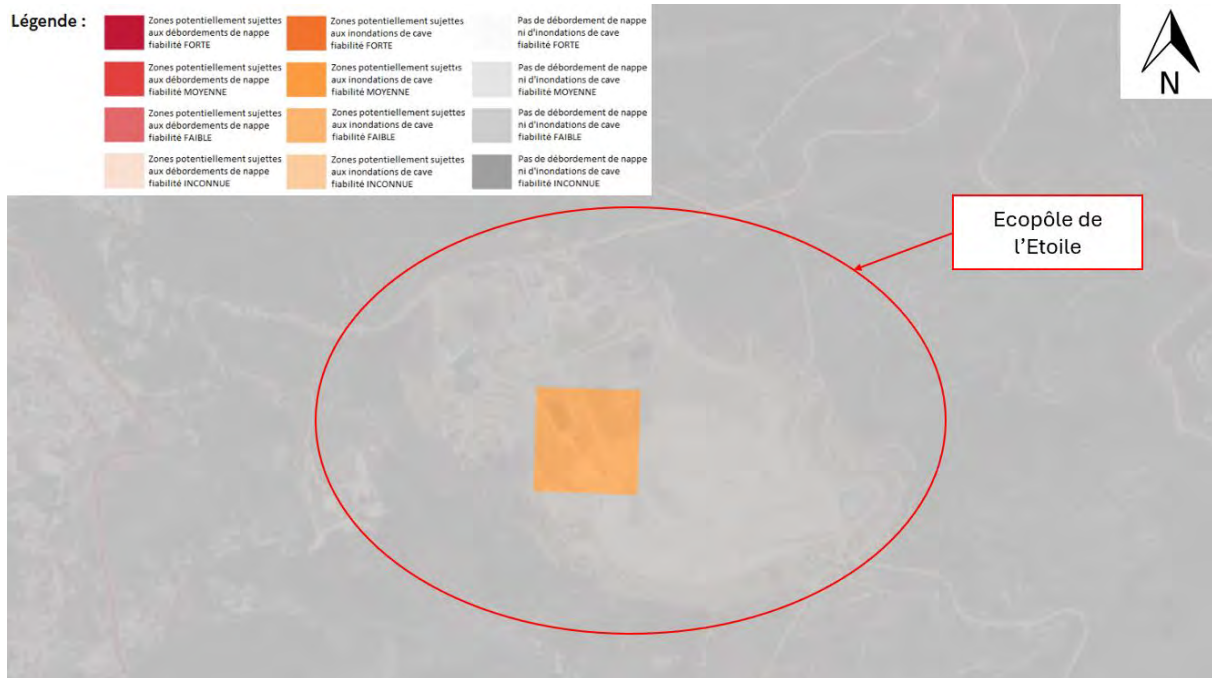 Légende :
Zones potentiellement sujettes
aux débordements de nappe
fiabilité FORTE
Zones potentiellement sujettes
aux inondations de cave
fiabilité FORTE
Pas de débordement de nappe
ni d'inondations de cave
fiabilité FORTE
Zones potentiellement sujettes
aux débordements de nappe
fiabilité MOYENNE
Zones potentiellement sujettes
aux inondations de cave
fiabilité MOYENNE
Pas de débordement de nappe
ni d'inondations de cave
fiabilité MOYENNE
Zones potentiellement sujettes
aux débordements de nappe
fiabilité FAIBLE
Zones potentiellement sujettes
aux inondations de cave
fiabilité FAIBLE
Pas de débordement de nappe
ni d'inondations de cave
fiabilité FAIBLE
Zones potentiellement sujettes
aux débordements de nappe
fiabilité INCONNUE
Zones potentiellement sujettes
aux inondations de cave
fiabilité INCONNUE
Pas de débordement de nappe
ni d'inondations de cave
fiabilité INCONNUE
N
Ecopôle de
l'Etoile